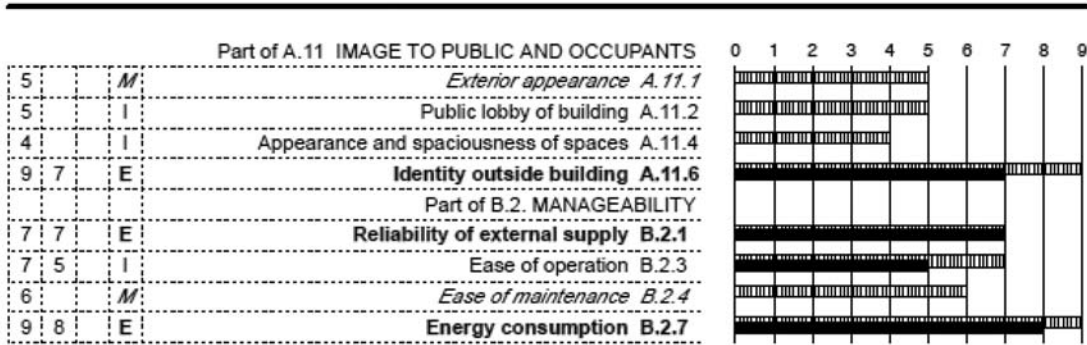 Part of A.11 IMAGE TO PUBLIC AND OCCUPANTS 0 1 2 3 4 5 6 7 8 9
5 M Exterior appearance A.11.1
5 I Public lobby of building A.11.2
4 I Appearance and spaciousness of spaces A.11.4
9 7 E Identity outside building A.11.6
Part of B.2. MANAGEABILITY
7 7 E Reliability of external supply B.2.1
7 5 I Ease of operation B.2.3
6 M Ease of maintenance B.2.4
9 8 E Energy consumption B.2.7